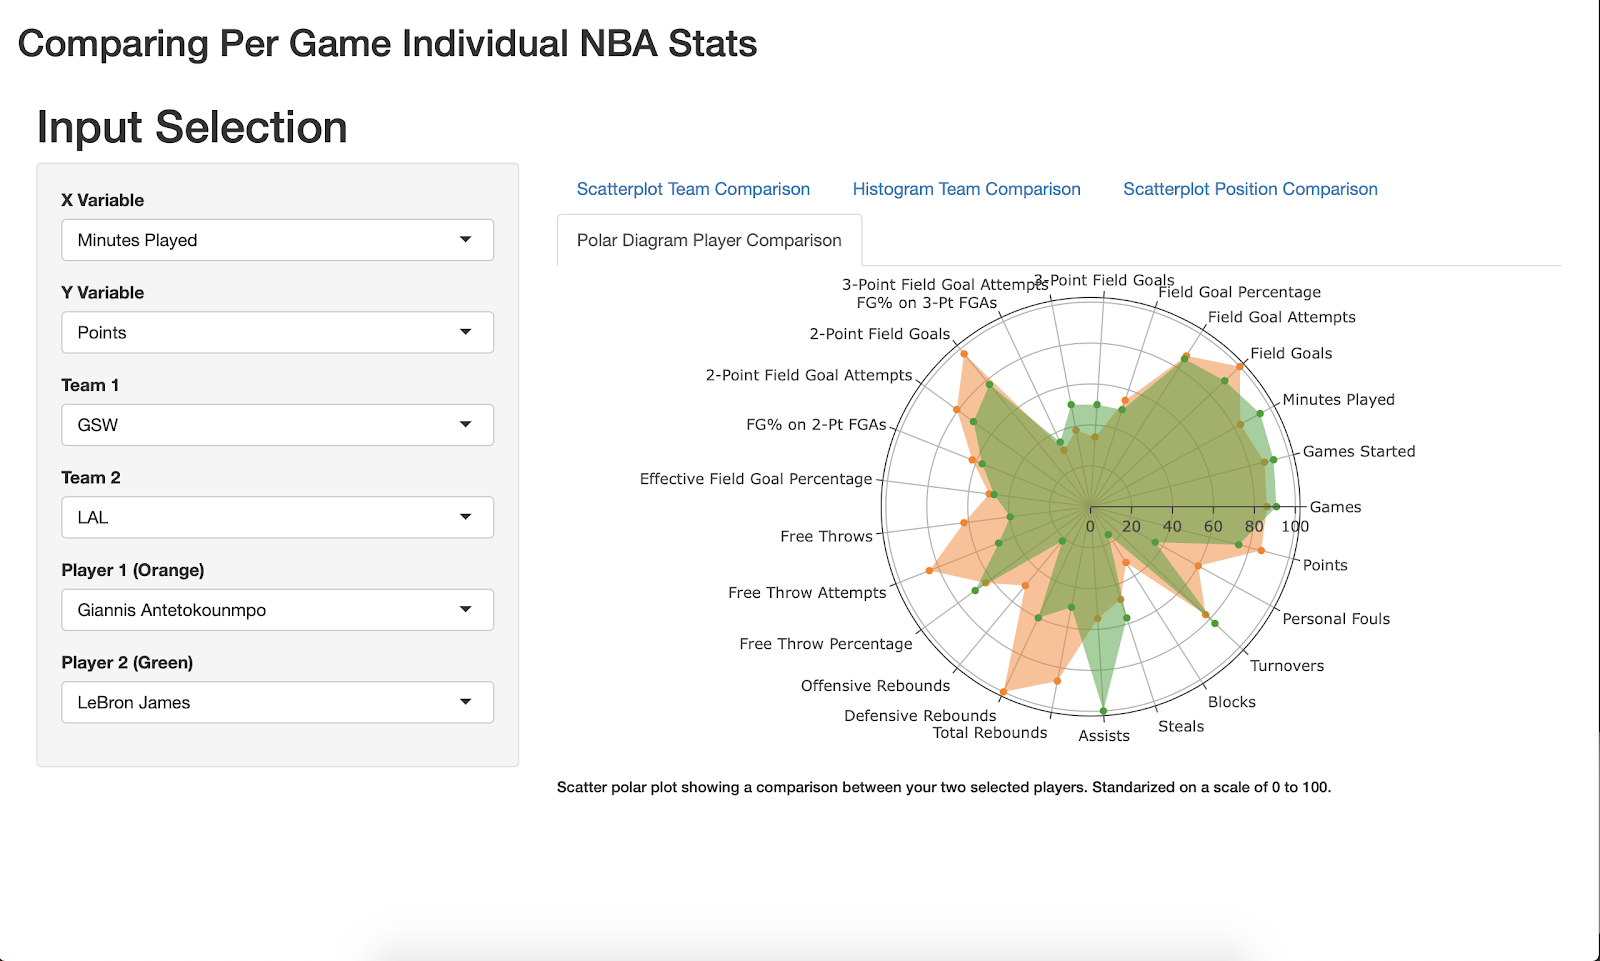 Comparing Per Game Individual NBA Stats
Input Selection
X Variable
Minutes Played
Y Variable
Points
Team 1
GSW
Team 2
LAL
Player 1 (Orange)
Giannis Antetokounmpo
Player 2 (Green)
LeBron James
Scatterplot Team Comparison
Histogram Team Comparison
Scatterplot Position Comparison
Polar Diagram Player Comparison
3-Point Field Goals
Field Goal Percentage
Field Goal Attempts
Field Goals
Minutes Played
Games Started
Games
Points
Personal Fouls
Turnovers
Blocks
Steals
Assists
Total Rebounds
Defensive Rebounds
Offensive Rebounds
Free Throw Percentage
Free Throw Attempts
Free Throws
Effective Field Goal Percentage
FG% on 2-Pt FGAs
2-Point Field Goal Attempts
2-Point Field Goals
FG% on 3-Pt FGAs
3-Point Field Goal Attempts
0 20 40 60 80 100
Scatter polar plot showing a comparison between your two selected players. Standarized on a scale of 0 to 100.